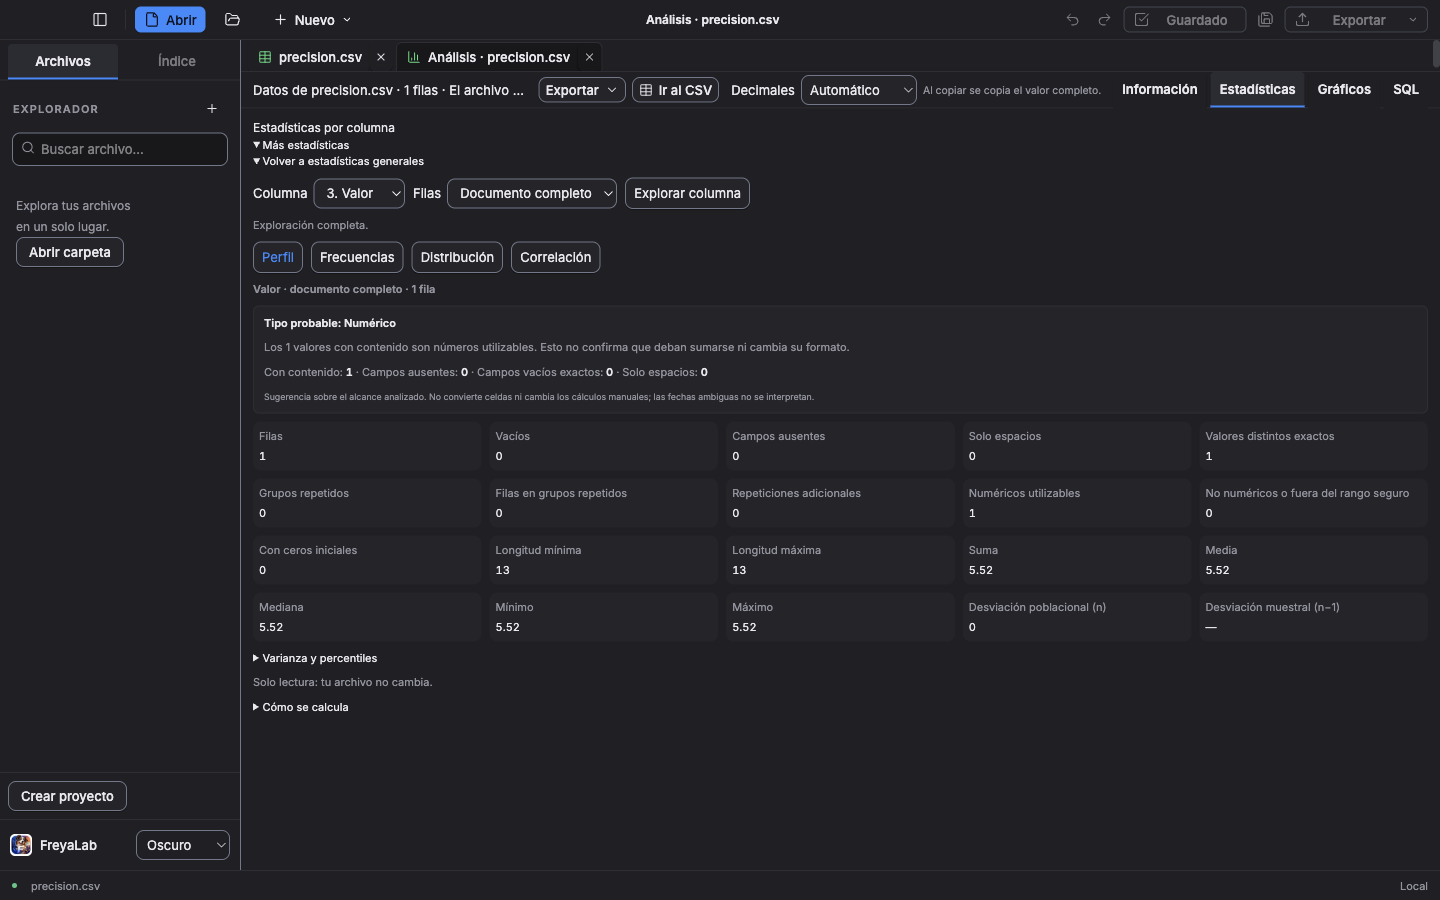 Abrir
Nuevo
Análisis · precision.csv
Guardado
Exportar
Archivos
Índice
precision.csv
Análisis · precision.csv
EXPLORADOR
Buscar archivo...
Explora tus archivos
en un solo lugar.
Abrir carpeta
Datos de precision.csv · 1 filas · El archivo ...
Exportar
Ir al CSV
Decimales
Automático
Al copiar se copia el valor completo.
Información
Estadísticas
Gráficos
SQL
Estadísticas por columna
Más estadísticas
Volver a estadísticas generales
Columna
3. Valor
Filas
Documento completo
Explorar columna
Exploración completa.
Perfil
Frecuencias
Distribución
Correlación
Valor · documento completo · 1 fila
Tipo probable: Numérico
Los 1 valores con contenido son números utilizables. Esto no confirma que deban sumarse ni cambia su formato.
Con contenido: 1 · Campos ausentes: 0 · Campos vacíos exactos: 0 · Solo espacios: 0
Sugerencia sobre el alcance analizado. No convierte celdas ni cambia los cálculos manuales; las fechas ambiguas no se interpretan.
Filas
1
Vacíos
0
Campos ausentes
0
Solo espacios
0
Valores distintos exactos
1
Grupos repetidos
0
Filas en grupos repetidos
0
Repeticiones adicionales
0
Numéricos utilizables
1
No numéricos o fuera del rango seguro
0
Con ceros iniciales
0
Longitud mínima
13
Longitud máxima
13
Suma
5.52
Media
5.52
Mediana
5.52
Mínimo
5.52
Máximo
5.52
Desviación poblacional (n)
0
Desviación muestral (n−1)
—
Varianza y percentiles
Solo lectura: tu archivo no cambia.
Cómo se calcula
Crear proyecto
FreyaLab
Oscuro
precision.csv
Local